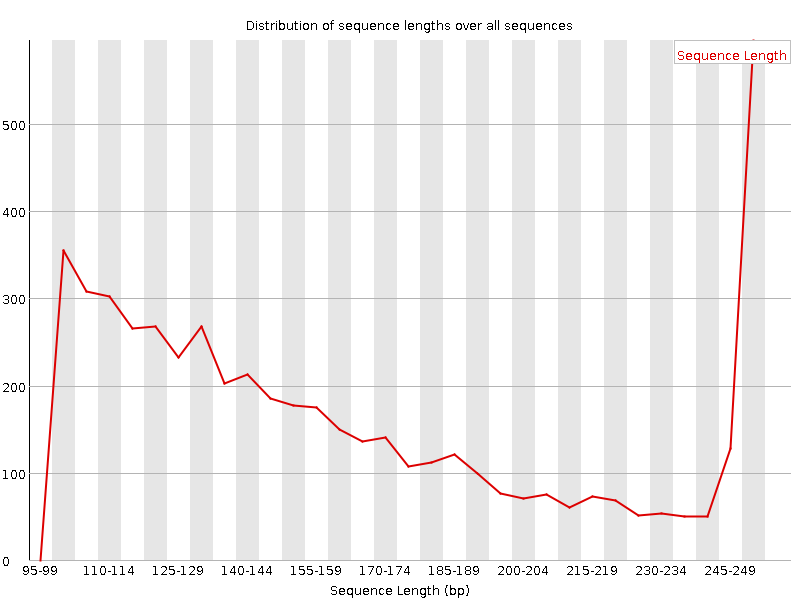 Distribution of sequence lengths over all sequences
Sequence Length
500
400
300
200
100
0
95-99 110-114 125-129 140-144 155-159 170-174 185-189 200-204 215-219 230-234 245-249
Sequence Length (bp)